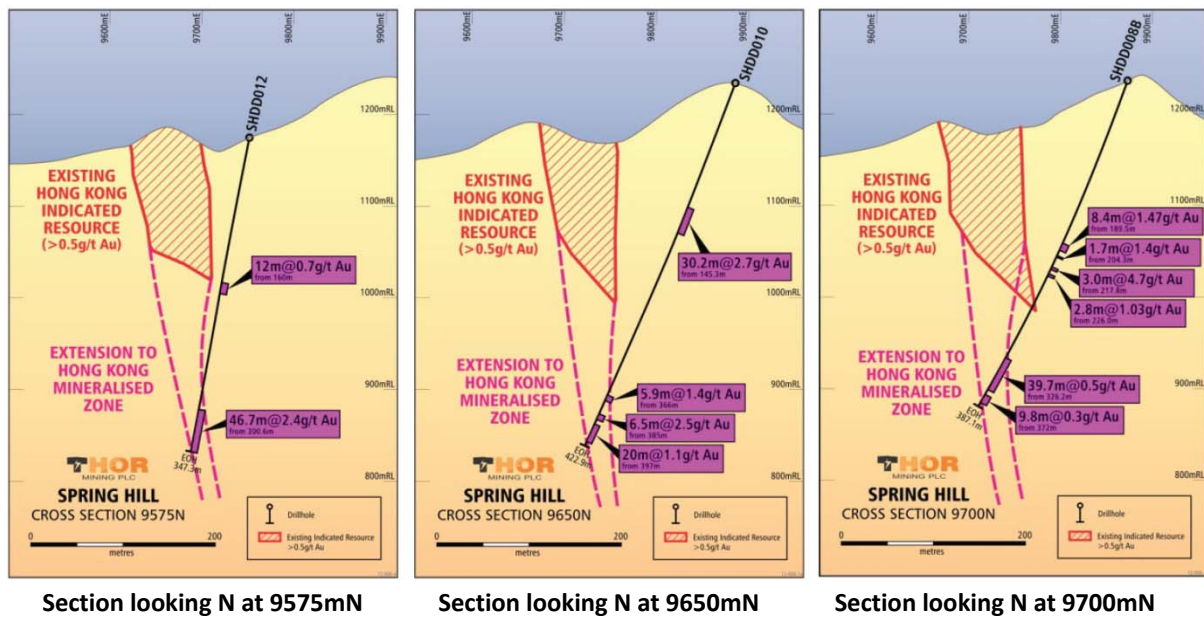 9600mE
9700mE
9800mE
9900mE
SHDD012
1200mRL
EXISTING
HONG KONG
INDICATED
RESOURCE
(>0.5g/t Au)
1100mRL
12m@0.7g/t Au
from 160m
1000mRL
EXTENSION TO
HONG KONG
MINERALISED
ZONE
900mRL
46.7m@2.4g/t Au
from 300.6m
EOH
347.3m
800mRL
THOR
MINING PLC
SPRING HILL
CROSS SECTION 9575N
Drillhole
Existing Indicated Resource
>0.5g/t Au
0
200
metres
Section looking N at 9575mN
9600mE
9700mE
9800mE
9900mE
SHDD010
1200mRL
EXISTING
HONG KONG
INDICATED
RESOURCE
(>0.5g/t Au)
1100mRL
30.2m@2.7g/t Au
from 145.3m
1000mRL
EXTENSION TO
HONG KONG
MINERALISED
ZONE
900mRL
5.9m@1.4g/t Au
from 366m
6.5m@2.5g/t Au
from 385m
20m@1.1g/t Au
from 397m
EOH
422.9m
800mRL
THOR
MINING PLC
SPRING HILL
CROSS SECTION 9650N
Drillhole
Existing Indicated Resource
>0.5g/t Au
0
200
metres
Section looking N at 9650mN
9600mE
9700mE
9800mE
9900mE
SHDD008B
1200mRL
EXISTING
HONG KONG
INDICATED
RESOURCE
(>0.5g/t Au)
1100mRL
8.4m@1.47g/t Au
from 189.5m
1.7m@1.4g/t Au
from 204.3m
3.0m@4.7g/t Au
from 217.8m
2.8m@1.03g/t Au
from 226.0m
1000mRL
EXTENSION TO
HONG KONG
MINERALISED
ZONE
900mRL
39.7m@0.5g/t Au
from 326.2m
9.8m@0.3g/t Au
from 372m
EOH
387.1m
800mRL
THOR
MINING PLC
SPRING HILL
CROSS SECTION 9700N
Drillhole
Existing Indicated Resource
>0.5g/t Au
0
200
metres
Section looking N at 9700mN